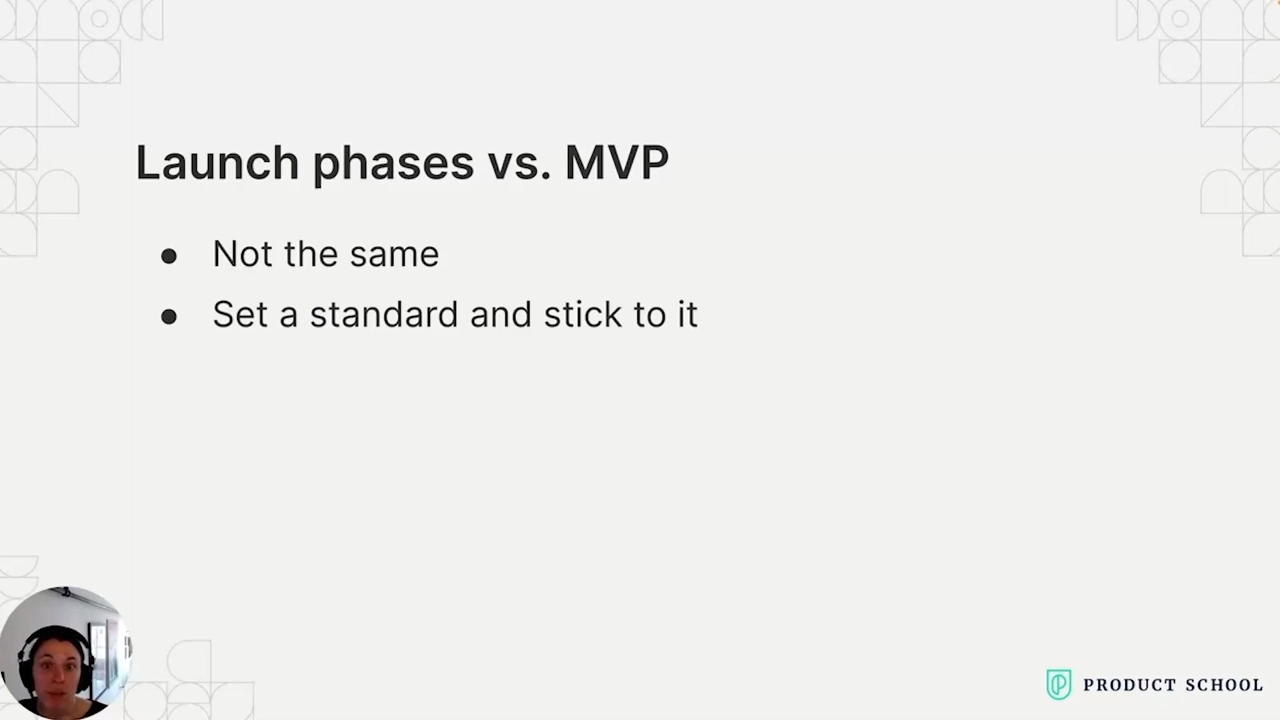 Launch phases vs. MVP
● Not the same
● Set a standard and stick to it
PRODUCT SCHOOL